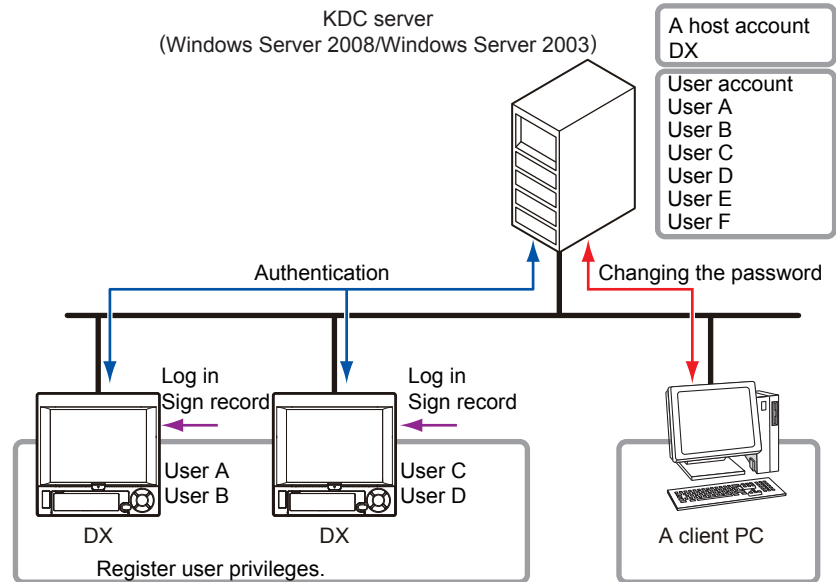 KDC server
(Windows Server 2008/Windows Server 2003)
A host account
DX
User account
User A
User B
User C
User D
User E
User F
Authentication
Changing the password
Log in
Sign record
Log in
Sign record
User A
User B
User C
User D
DX
DX
A client PC
Register user privileges.